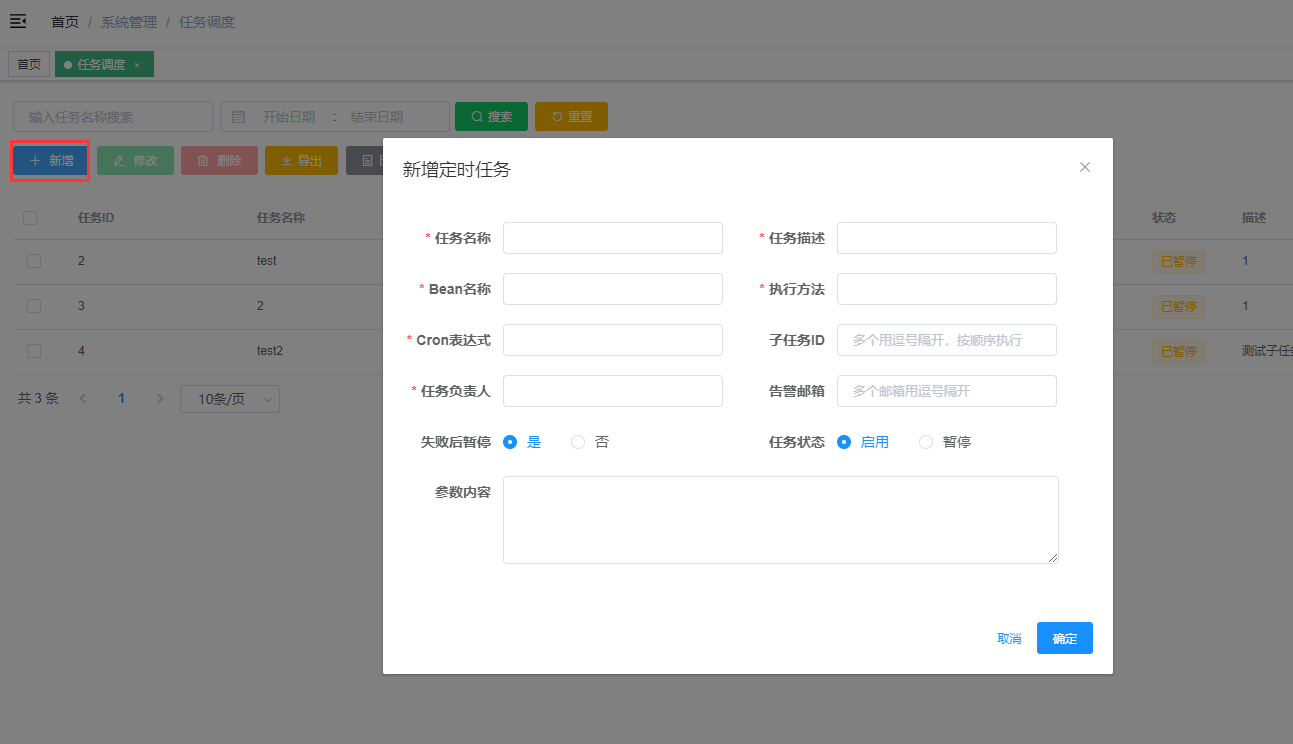 首页 / 系统管理 / 任务调度
首页 任务调度 ×
输入任务名称搜索 开始日期 : 结束日期 搜索 重置
新增 修改 删除 导出
任务ID 任务名称 状态 描述
2 test 已暂停 1
3 2 已暂停 1
4 test2 已暂停 测试子任务
共 3 条 1 10条/页
新增定时任务
* 任务名称 * 任务描述
* Bean名称 * 执行方法
* Cron表达式 子任务ID 多个用逗号隔开，按顺序执行
* 任务负责人 告警邮箱 多个邮箱用逗号隔开
失败后暂停 是 否 任务状态 启用 暂停
参数内容
取消 确定